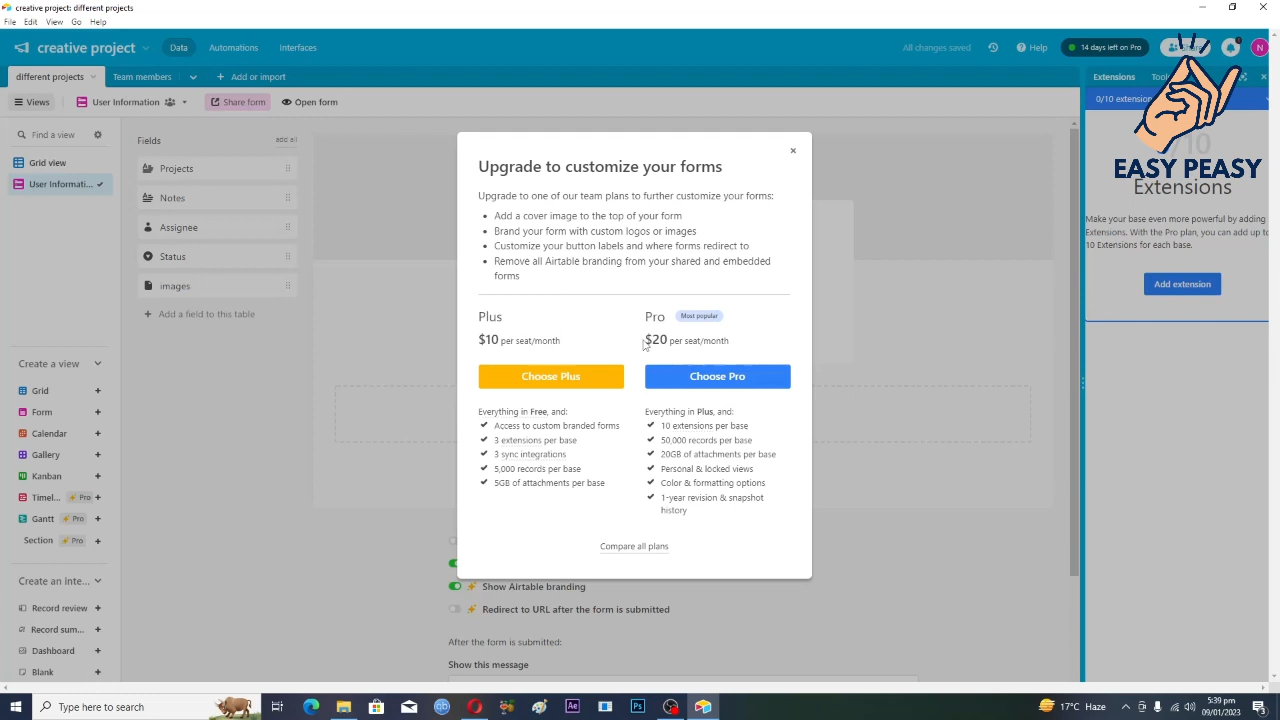 creative project: different projects
File Edit View Go Help
creative project
Data
Automations
Interfaces
All changes saved
Help
14 days left on Pro
N
different projects
Team members
Add or import
Extensions
Views
User Information
Share form
Open form
0/10
EASY PEASY
Extensions
Make your base even more powerful by adding
Extensions. With the Pro plan, you can add up to
10 Extensions for each base.
Add extension
Find a view
Grid view
User Informati...
Fields
add all
Projects
Notes
Assignee
Status
images
Add a field to this table
Upgrade to customize your forms
Upgrade to one of our team plans to further customize your forms:
Add a cover image to the top of your form
Brand your form with custom logos or images
Customize your button labels and where forms redirect to
Remove all Airtable branding from your shared and embedded
forms
Plus
$10 per seat/month
Choose Plus
Everything in Free, and:
Access to custom branded forms
3 extensions per base
3 sync integrations
5,000 records per base
5GB of attachments per base
Pro
Most popular
$20 per seat/month
Choose Pro
Everything in Plus, and:
10 extensions per base
50,000 records per base
20GB of attachments per base
Personal & locked views
Color & formatting options
1-year revision & snapshot
history
Compare all plans
Create a view
Grid
Form
Calendar
Gallery
Kanban
Timel...
Pro
Gantt
Pro
Section
Pro
Create an inte...
Record review
Record sum...
Dashboard
Blank
Show Airtable branding
Redirect to URL after the form is submitted
After the form is submitted:
Show this message
Type here to search
17°C Haze
5:39 pm
09/01/2023